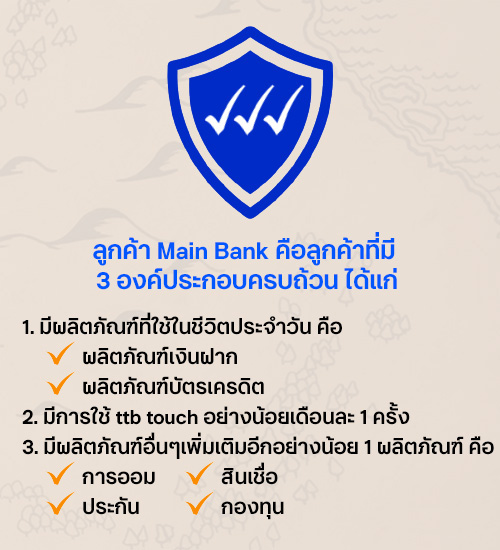 ลูกค้า Main Bank คือลูกค้าที่มี
3 องค์ประกอบครบถ้วน ได้แก่
1. มีผลิตภัณฑ์ที่ใช้ในชีวิตประจำวัน คือ
ผลิตภัณฑ์เงินฝาก
ผลิตภัณฑ์บัตรเครดิต
2. มีการใช้ ttb touch อย่างน้อยเดือนละ 1 ครั้ง
3. มีผลิตภัณฑ์อื่นๆเพิ่มเติมอีกอย่างน้อย 1 ผลิตภัณฑ์ คือ
การออม สินเชื่อ
ประกัน กองทุน